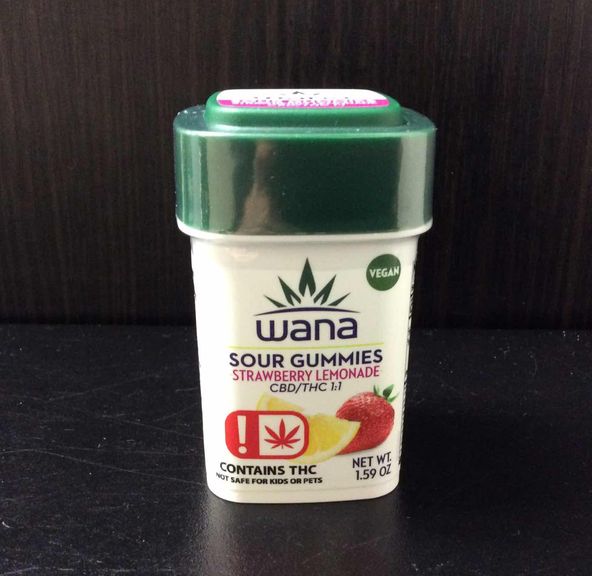 VEGAN
wana
SOUR GUMMIES
STRAWBERRY LEMONADE
CBD/THC 1:1
!
CONTAINS THC
NOT SAFE FOR KIDS OR PETS
NET WT.
1.59 OZ